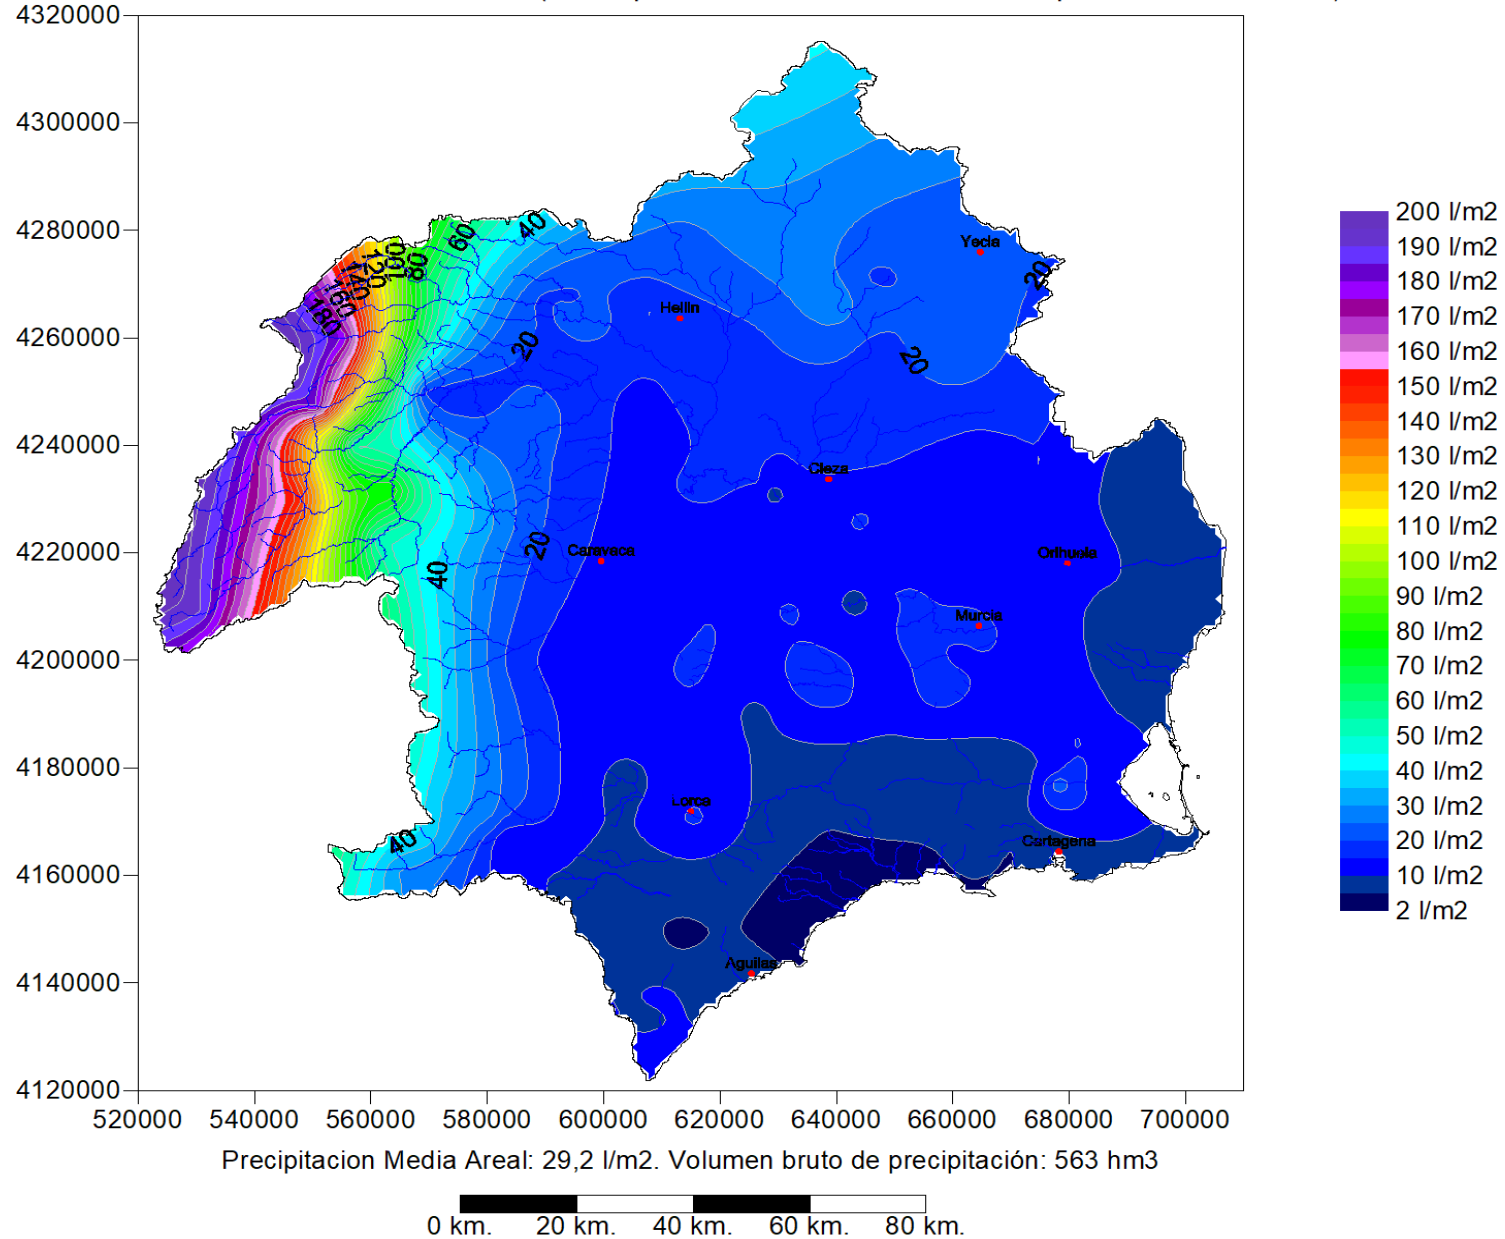 4320000
4300000
4280000
4260000
4240000
4220000
4200000
4180000
4160000
4140000
4120000
520000 540000 560000 580000 600000 620000 640000 660000 680000 700000
180
160
140
120
100
80
60
40
20
20
20
20
40
40
Yecla
Hellin
Cieza
Caravaca
Orihuela
Murcia
Lorca
Cartagena
Aguilas
200 l/m2
190 l/m2
180 l/m2
170 l/m2
160 l/m2
150 l/m2
140 l/m2
130 l/m2
120 l/m2
110 l/m2
100 l/m2
90 l/m2
80 l/m2
70 l/m2
60 l/m2
50 l/m2
40 l/m2
30 l/m2
20 l/m2
10 l/m2
2 l/m2
Precipitacion Media Areal: 29,2 l/m2. Volumen bruto de precipitación: 563 hm3
0 km. 20 km. 40 km. 60 km. 80 km.